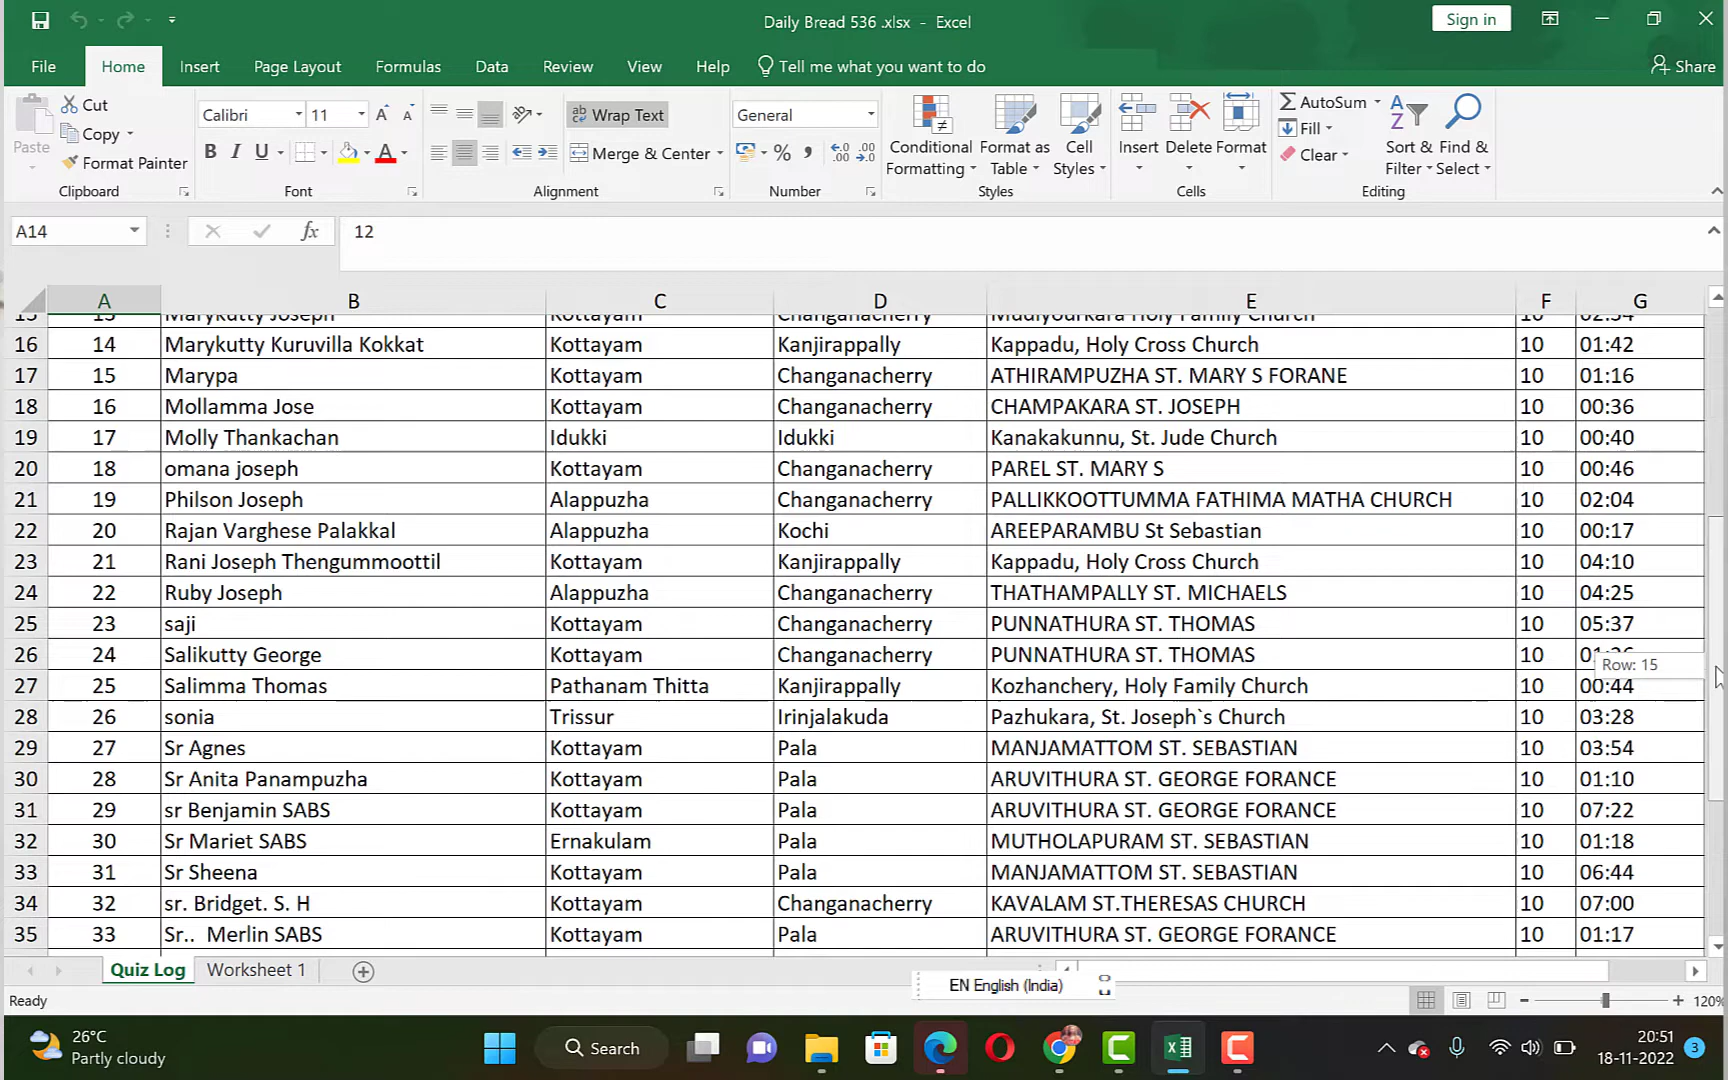 Daily Bread 536 .xlsx - Excel
Sign in
File Home Insert Page Layout Formulas Data Review View Help Tell me what you want to do Share
Cut
Copy
Format Painter
Paste
Calibri 11
B I U
Wrap Text
Merge & Center
General
Conditional Formatting
Format as Table
Cell Styles
Insert Delete Format
AutoSum
Fill
Clear
Sort & Filter
Find & Select
Clipboard Font Alignment Number Styles Cells Editing
A14 fx 12
A B C D E F G
15 13 Marykutty Joseph Kottayam Changanacherry Holy Family Church 10
16 14 Marykutty Kuruvilla Kokkat Kottayam Kanjirappally Kappadu, Holy Cross Church 10 01:42
17 15 Marypa Kottayam Changanacherry ATHIRAMPUZHA ST. MARY S FORANE 10 01:16
18 16 Mollamma Jose Kottayam Changanacherry CHAMPAKARA ST. JOSEPH 10 00:36
19 17 Molly Thankachan Idukki Idukki Kanakakunnu, St. Jude Church 10 00:40
20 18 omana joseph Kottayam Changanacherry PAREL ST. MARY S 10 00:46
21 19 Philson Joseph Alappuzha Changanacherry PALLIKKOOTTUMMA FATHIMA MATHA CHURCH 10 02:04
22 20 Rajan Varghese Palakkal Alappuzha Kochi AREEPARAMBU St Sebastian 10 00:17
23 21 Rani Joseph Thengummoottil Kottayam Kanjirappally Kappadu, Holy Cross Church 10 04:10
24 22 Ruby Joseph Alappuzha Changanacherry THATHAMPALLY ST. MICHAELS 10 04:25
25 23 saji Kottayam Changanacherry PUNNATHURA ST. THOMAS 10 05:37
26 24 Salikutty George Kottayam Changanacherry PUNNATHURA ST. THOMAS 10
Row: 15
27 25 Salimma Thomas Pathanam Thitta Kanjirappally Kozhanchery, Holy Family Church 10 00:44
28 26 sonia Trissur Irinjalakuda Pazhukara, St. Joseph`s Church 10 03:28
29 27 Sr Agnes Kottayam Pala MANJAMATTOM ST. SEBASTIAN 10 03:54
30 28 Sr Anita Panampuzha Kottayam Pala ARUVITHURA ST. GEORGE FORANCE 10 01:10
31 29 sr Benjamin SABS Kottayam Pala ARUVITHURA ST. GEORGE FORANCE 10 07:22
32 30 Sr Mariet SABS Ernakulam Pala MUTHOLAPURAM ST. SEBASTIAN 10 01:18
33 31 Sr Sheena Kottayam Pala MANJAMATTOM ST. SEBASTIAN 10 06:44
34 32 sr. Bridget. S. H Kottayam Changanacherry KAVALAM ST.THERESAS CHURCH 10 07:00
35 33 Sr.. Merlin SABS Kottayam Pala ARUVITHURA ST. GEORGE FORANCE 10 01:17
Quiz Log Worksheet 1
EN English (India)
Ready 120%
26°C
Partly cloudy
Search
20:51
18-11-2022
3